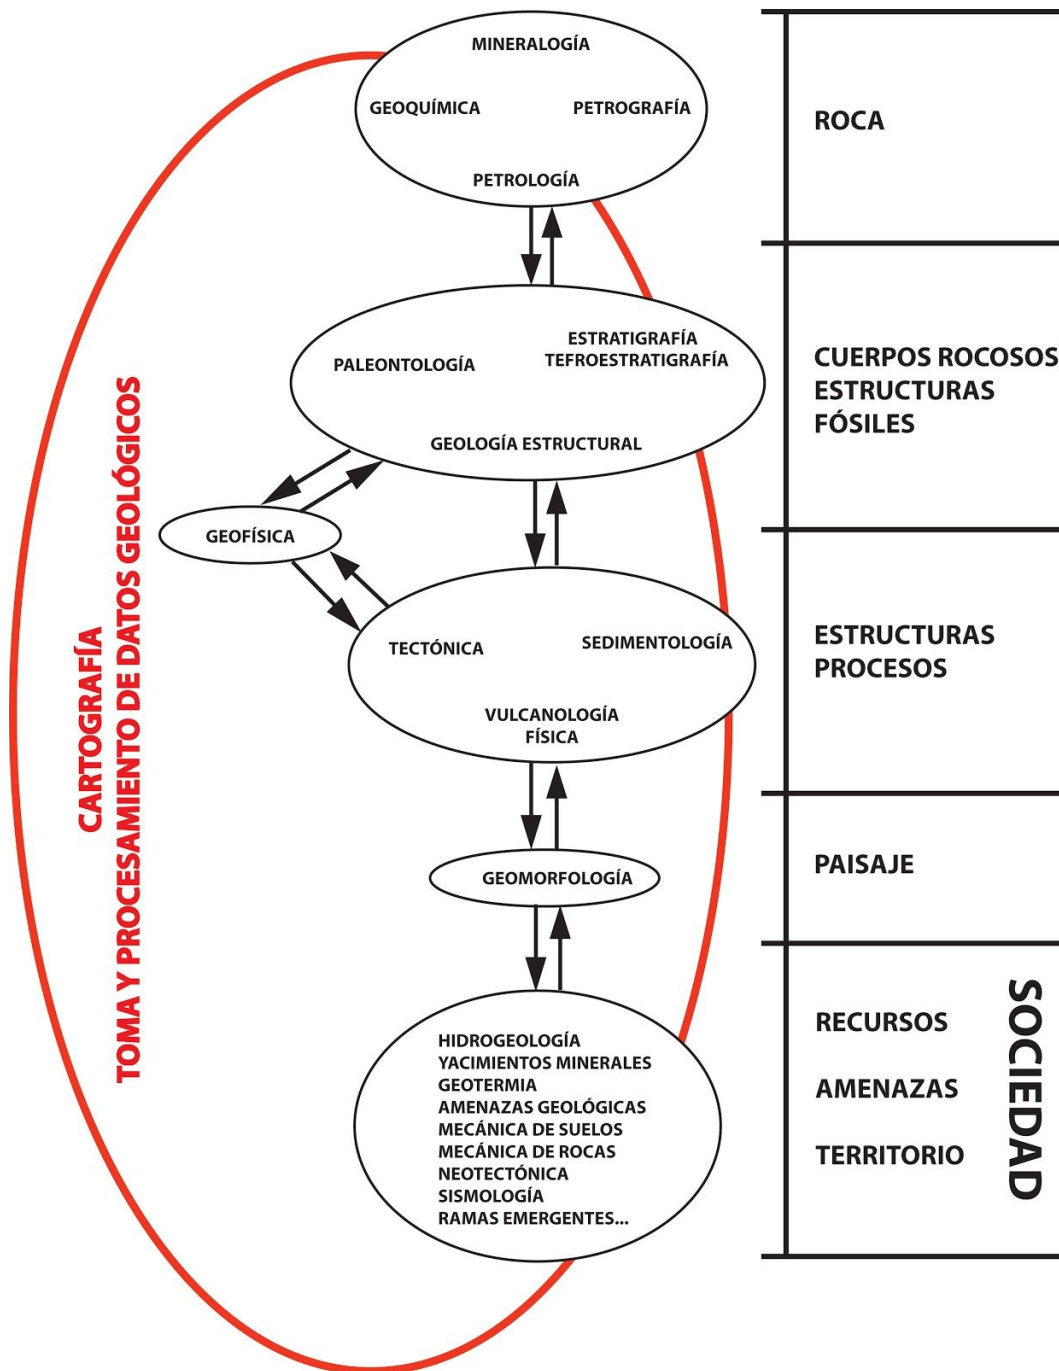 MINERALOGÍA
GEOQUÍMICA
PETROGRAFÍA
PETROLOGÍA
ROCA
PALEONTOLOGÍA
ESTRATIGRAFÍA
TEFROESTRATIGRAFÍA
GEOLOGÍA ESTRUCTURAL
CUERPOS ROCOSOS
ESTRUCTURAS
FÓSILES
GEOFÍSICA
CARTOGRAFÍA
TOMA Y PROCESAMIENTO DE DATOS GEOLÓGICOS
TECTÓNICA
SEDIMENTOLOGÍA
VULCANOLOGÍA
FÍSICA
ESTRUCTURAS
PROCESOS
GEOMORFOLOGÍA
PAISAJE
HIDROGEOLOGÍA
YACIMIENTOS MINERALES
GEOTERMIA
AMENAZAS GEOLÓGICAS
MECÁNICA DE SUELOS
MECÁNICA DE ROCAS
NEOTECTÓNICA
SISMOLOGÍA
RAMAS EMERGENTES...
RECURSOS
AMENAZAS
TERRITORIO
SOCIEDAD